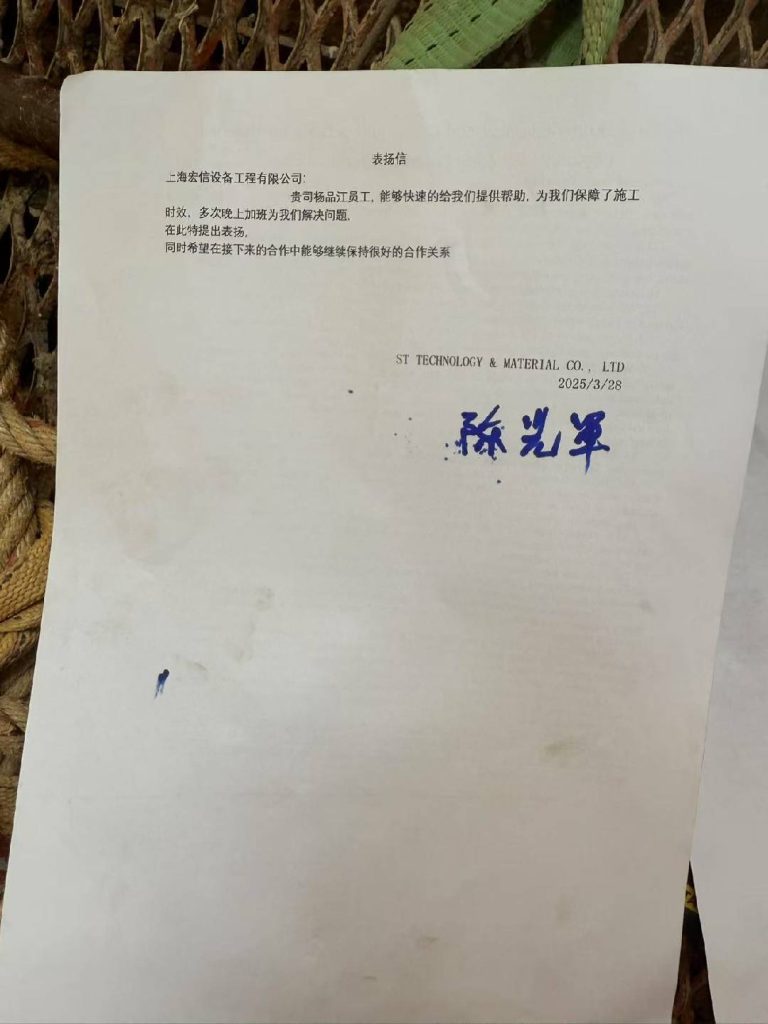 表扬信
上海宏信设备工程有限公司：
贵司杨品江员工，能够快速的给我们提供帮助，为我们保障了施工
时效，多次晚上加班为我们解决问题，
在此特提出表扬，
同时希望在接下来的合作中能够继续保持很好的合作关系
ST TECHNOLOGY & MATERIAL CO., LTD
2025/3/28
陈光军